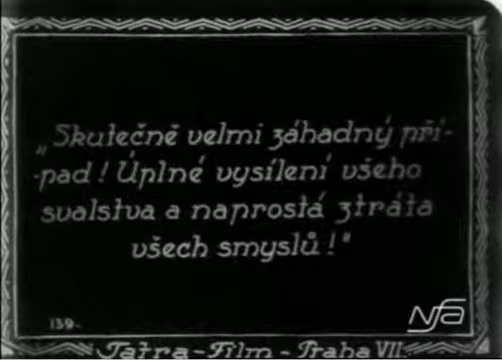 „Skutečně velmi záhadný pří-
-pad! Úplné vysílení všeho
svalstva a naprostá ztráta
všech smyslů!"
139-
nfa
Tatra-Film - Praha VII